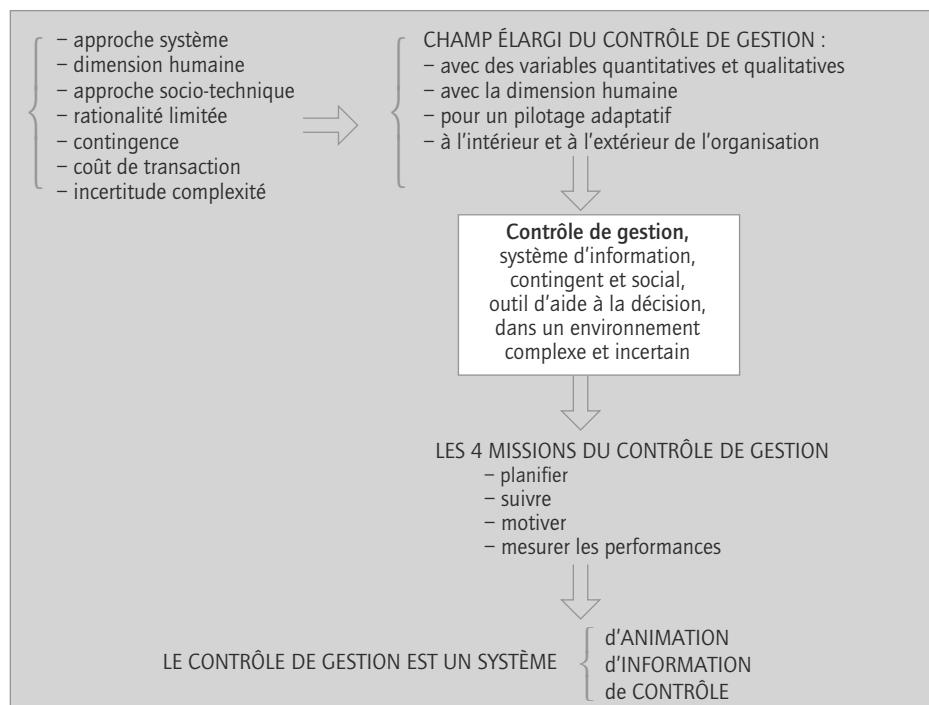 – approche système
– dimension humaine
– approche socio-technique
– rationalité limitée
– contingence
– coût de transaction
– incertitude complexité
CHAMP ÉLARGI DU CONTRÔLE DE GESTION :
– avec des variables quantitatives et qualitatives
– avec la dimension humaine
– pour un pilotage adaptatif
– à l'intérieur et à l'extérieur de l'organisation
Contrôle de gestion,
système d'information,
contingent et social,
outil d'aide à la décision,
dans un environnement
complexe et incertain
LES 4 MISSIONS DU CONTRÔLE DE GESTION
– planifier
– suivre
– motiver
– mesurer les performances
LE CONTRÔLE DE GESTION EST UN SYSTÈME
d'ANIMATION
d'INFORMATION
de CONTRÔLE